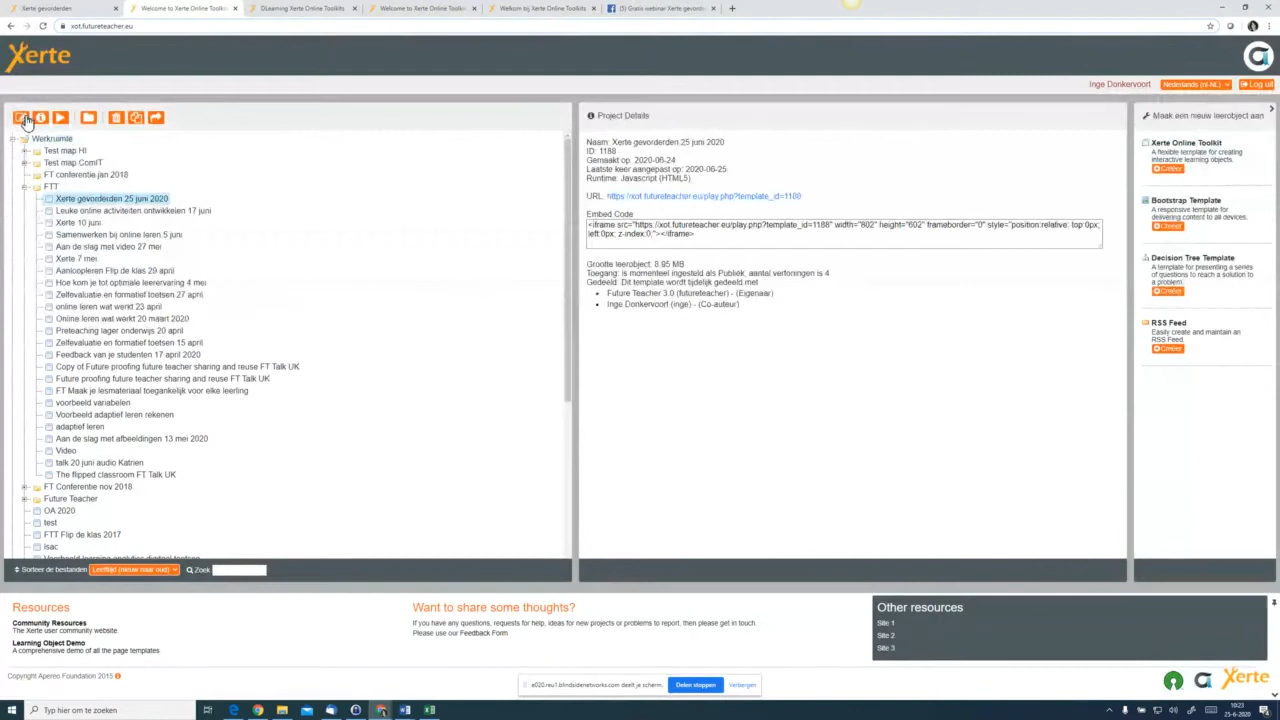 Xerte gevorderden
Welcome to Xerte Online Toolkits
DLearning Xerte Online Toolkits
Welcome to Xerte Online Toolkits
Welkom bij Xerte Online Toolkits
(5) Gratis webinar Xerte gevord
xot.futureteacher.eu
Xerte
Inge Donkervoort
Nederlands (nl-NL)
Log uit
Werkruimte
Test map HI
Test map ComIT
FT conferentie jan 2018
FTT
Xerte gevorderden 25 juni 2020
Leuke online activiteiten ontwikkelen 17 juni
Xerte 10 juni
Samenwerken bij online leren 5 juni
Aan de slag met video 27 mei
Xerte 7 mei
Aanlcopleren Flip de klas 29 april
Hoe kom je tot optimale leerervaring 4 mei
Zelfevaluatie en formatief toetsen 27 april
online leren wat werkt 23 april
Online leren wat werkt 20 maart 2020
Preteaching lager onderwijs 20 april
Zelfevaluatie en formatief toetsen 15 april
Feedback van je studenten 17 april 2020
Copy of Future proofing future teacher sharing and reuse FT Talk UK
Future proofing future teacher sharing and reuse FT Talk UK
FT Maak je lesmateriaal toegankelijk voor elke leerling
voorbeeld variabelen
Voorbeeld adaptief leren rekenen
adaptief leren
Aan de slag met afbeeldingen 13 mei 2020
Video
talk 20 juni audio Katrien
The flipped classroom FT Talk UK
FT Conferentie nov 2018
Future Teacher
OA 2020
test
FTT Flip de klas 2017
Isac
Voorbeeld learning analytics digitaal toetsen
Sorteer de bestanden
Leeftijd (nieuw naar oud)
Zoek
Project Details
Naam: Xerte gevorderden 25 juni 2020
ID: 1188
Gemaakt op: 2020-06-24
Laatste keer aangepast op: 2020-06-25
Runtime: Javascript (HTML5)
URL: https://xot.futureteacher.eu/play.php?template_id=1188
Embed Code
<iframe src="https://xot.futureteacher.eu/play.php?template_id=1188" width="802" height="602" frameborder="0" style="position:relative; top:0px;
left:0px; z-index:0;"></iframe>
Grootte leerobject: 8.95 MB
Toegang: is momenteel ingesteld als Publiek; aantal vertoningen is 4
Gedeeld: Dit template wordt tijdelijk gedeeld met
• Future Teacher 3.0 (futureteacher) - (Eigenaar)
• Inge Donkervoort (inge) - (Co-auteur)
Maak een nieuw leerobject aan
Xerte Online Toolkit
A flexible template for creating
interactive learning objects.
Creëer
Bootstrap Template
A responsive template for
delivering content to all devices.
Creëer
Decision Tree Template
A template for presenting a series
of questions to reach a solution to
a problem.
Creëer
RSS Feed
Easily create and maintain an
RSS Feed.
Creëer
Resources
Community Resources
The Xerte user community website.
Learning Object Demo
A comprehensive demo of all the page templates
Want to share some thoughts?
If you have any questions, requests for help, ideas for new projects or problems to report, then please get in touch.
Please use our Feedback Form
Other resources
Site 1
Site 2
Site 3
Copyright Apereo Foundation 2015
a020.reu1.blindsidenetworks.com deelt je scherm.
Delen stoppen
Verbergen
Xerte
Typ hier om te zoeken
10:23
25-6-2020